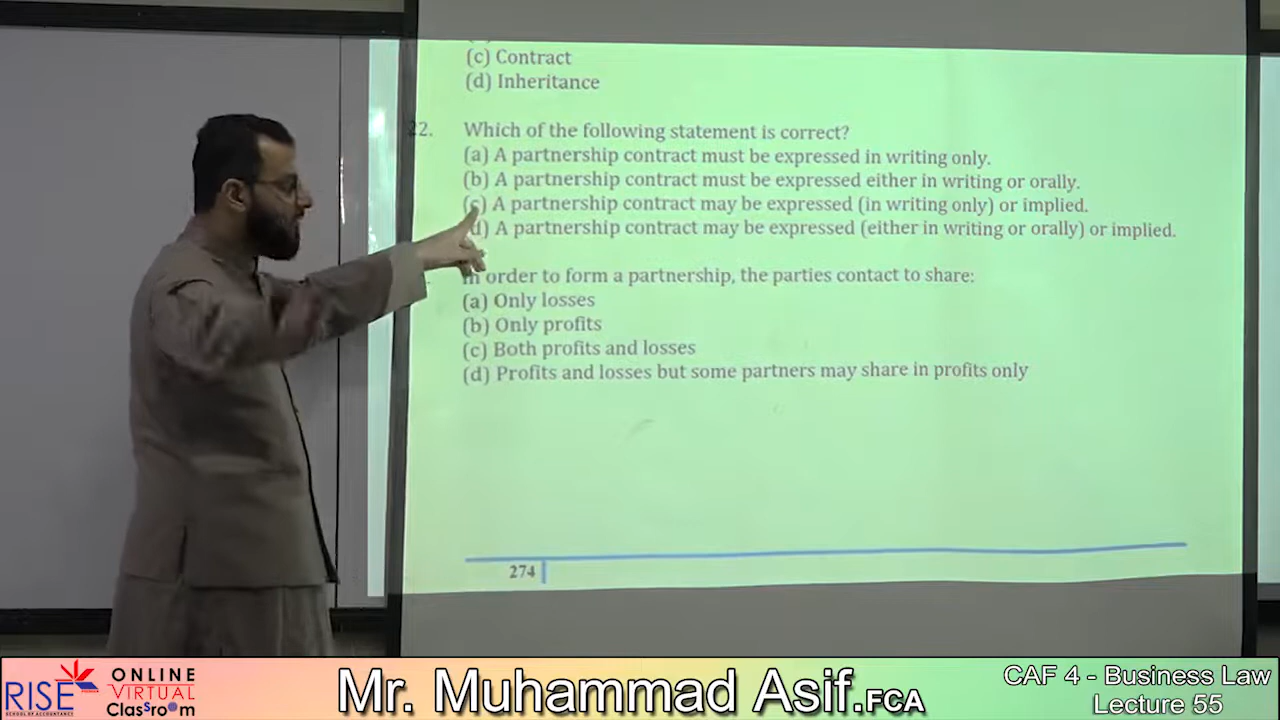 (c) Contract
(d) Inheritance
22. Which of the following statement is correct?
(a) A partnership contract must be expressed in writing only.
(b) A partnership contract must be expressed either in writing or orally.
(c) A partnership contract may be expressed (in writing only) or implied.
(d) A partnership contract may be expressed (either in writing or orally) or implied.
In order to form a partnership, the parties contact to share:
(a) Only losses
(b) Only profits
(c) Both profits and losses
(d) Profits and losses but some partners may share in profits only
274
RISE
SCHOOL OF ACCOUNTANCY
ONLINE
VIRTUAL
ClasSroom
Mr. Muhammad Asif.FCA
CAF 4 - Business Law
Lecture 55